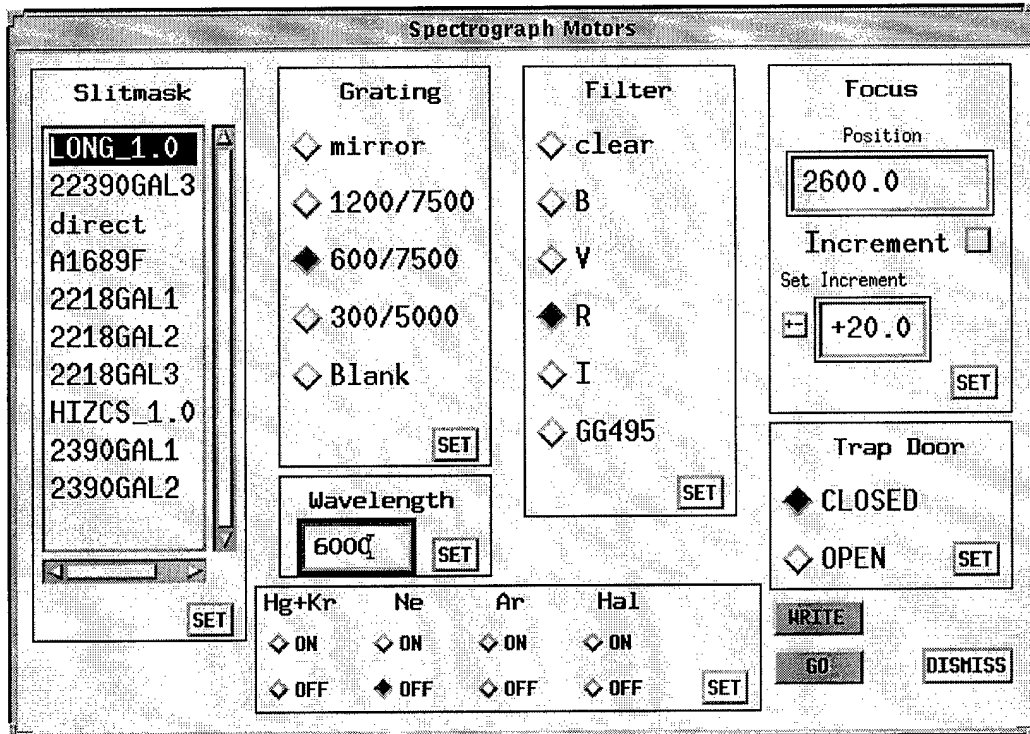 Spectrograph Motors
Slitmask
LONG_1.0
22390GAL3
direct
A1689F
2218GAL1
2218GAL2
2218GAL3
HIZCS_1.0
2390GAL1
2390GAL2
SET
Grating
mirror
1200/7500
600/7500
300/5000
Blank
SET
Wavelength
6000
SET
Filter
clear
B
V
R
I
GG495
SET
Focus
Position
2600.0
Increment
Set Increment
+- +20.0
SET
Trap Door
CLOSED
OPEN SET
Hg+Kr Ne Ar Hal
ON ON ON ON
OFF OFF OFF OFF SET
WRITE
GO DISMISS